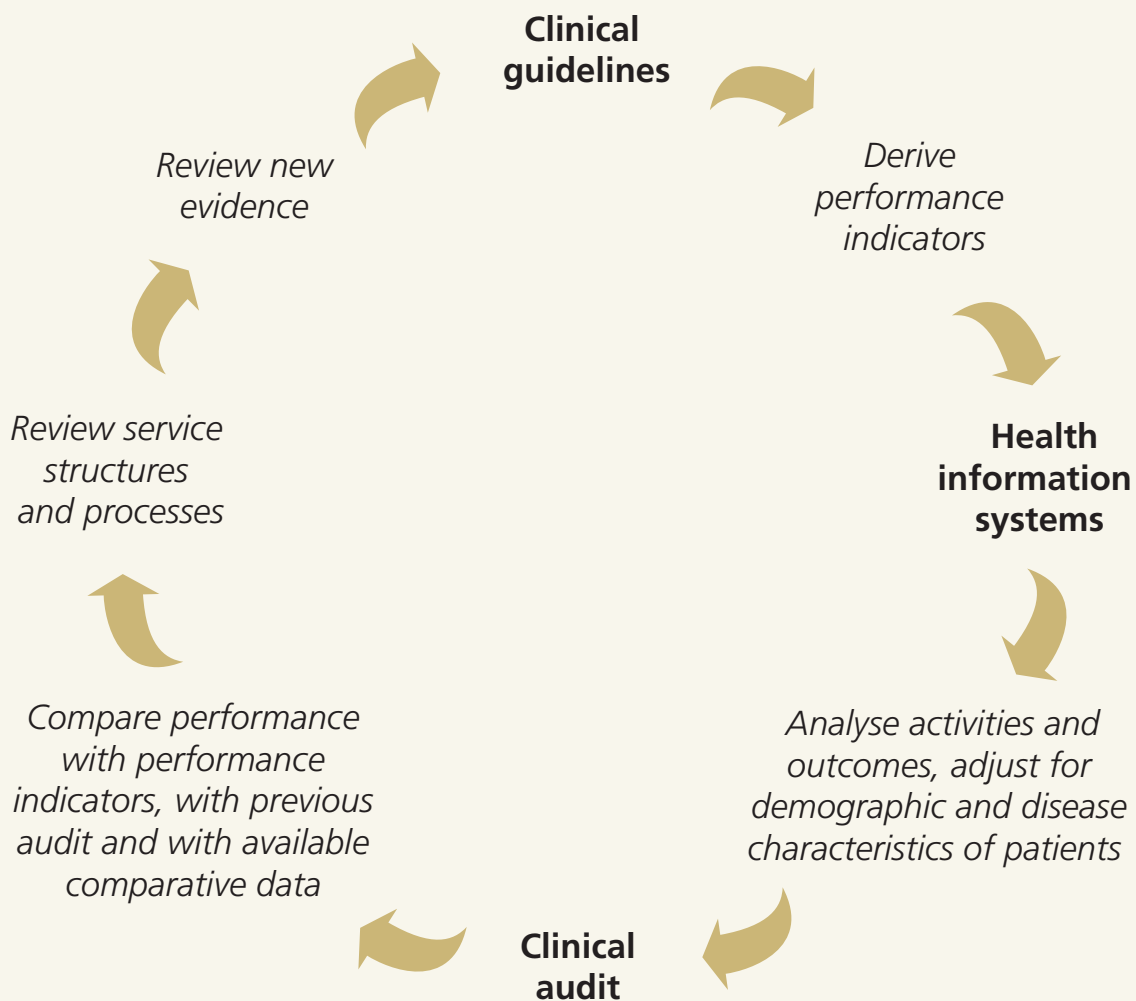 Clinical
guidelines
Derive
performance
indicators
Health
information
systems
Analyse activities and
outcomes, adjust for
demographic and disease
characteristics of patients
Clinical
audit
Compare performance
with performance
indicators, with previous
audit and with available
comparative data
Review service
structures
and processes
Review new
evidence